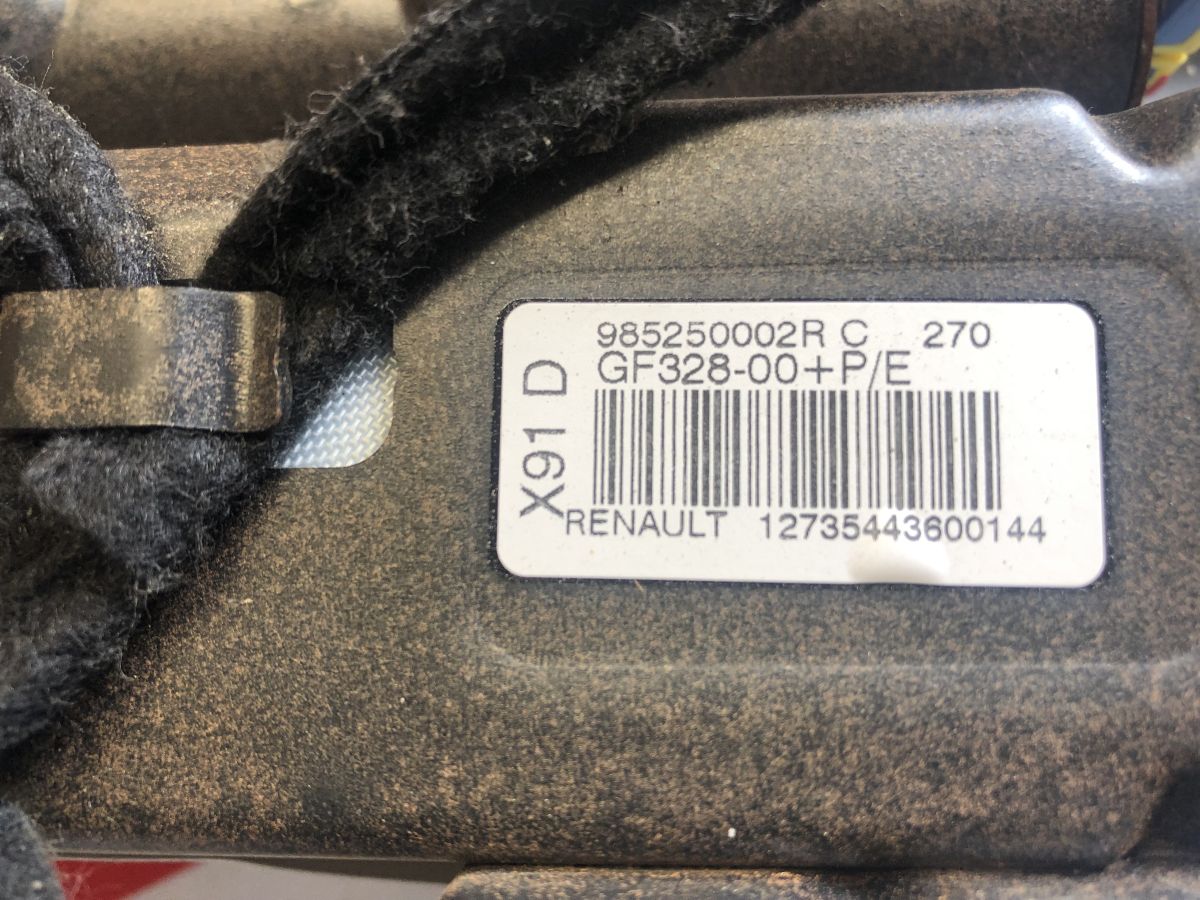 985250002R C 270
GF328-00+P/E
X91 D
RENAULT 12735443600144